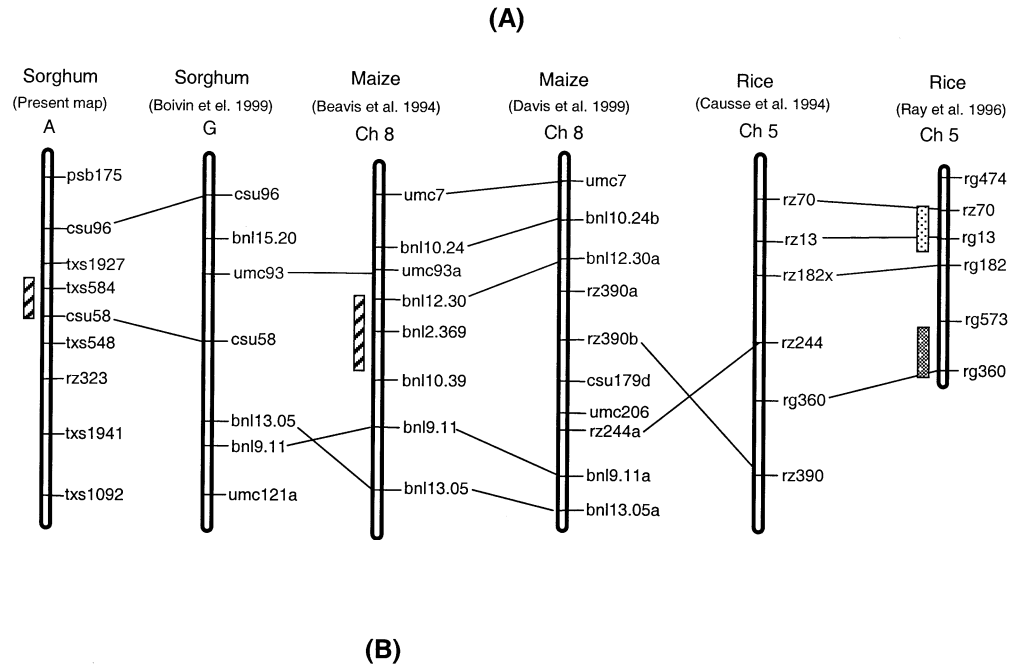 (A)
Sorghum
(Present map)
A
psb175
csu96
txs1927
txs584
csu58
txs548
rz323
txs1941
txs1092
Sorghum
(Boivin et el. 1999)
G
csu96
bnl15.20
umc93
csu58
bnl13.05
bnl9.11
umc121a
Maize
(Beavis et al. 1994)
Ch 8
umc7
bnl10.24
umc93a
bnl12.30
bnl2.369
bnl10.39
bnl9.11
bnl13.05
Maize
(Davis et al. 1999)
Ch 8
umc7
bnl10.24b
bnl12.30a
rz390a
rz390b
csu179d
umc206
rz244a
bnl9.11a
bnl13.05a
Rice
(Causse et al. 1994)
Ch 5
rz70
rz13
rz182x
rz244
rg360
rz390
Rice
(Ray et al. 1996)
Ch 5
rg474
rz70
rg13
rg182
rg573
rg360
(B)